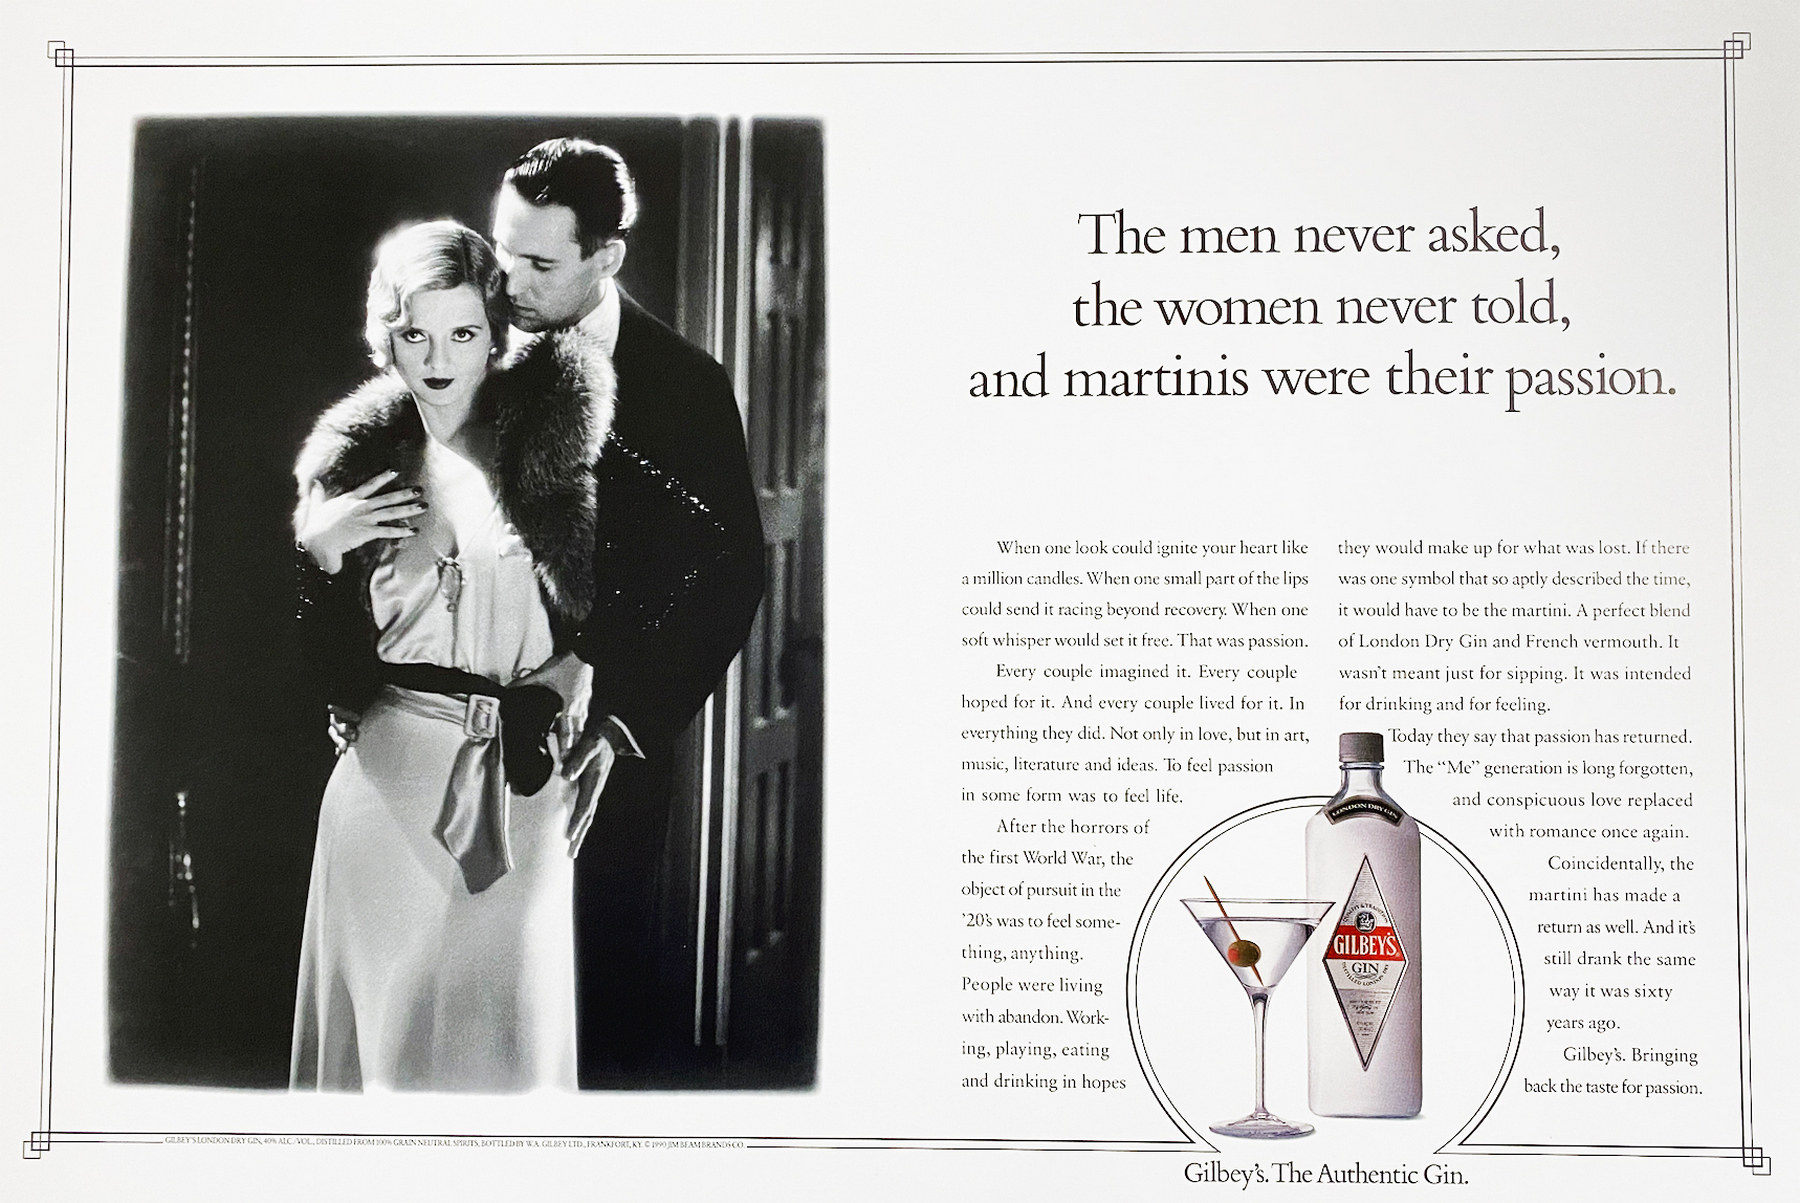 The men never asked,
the women never told,
and martinis were their passion.
When one look could ignite your heart like
a million candles. When one small part of the lips
could send it racing beyond recovery. When one
soft whisper would set it free. That was passion.
Every couple imagined it. Every couple
hoped for it. And every couple lived for it. In
everything they did. Not only in love, but in art,
music, literature and ideas. To feel passion
in some form was to feel life.
After the horrors of
the first World War, the
object of pursuit in the
'20's was to feel some-
thing, anything.
People were living
with abandon. Work-
ing, playing, eating
and drinking in hopes
they would make up for what was lost. If there
was one symbol that so aptly described the time,
it would have to be the martini. A perfect blend
of London Dry Gin and French vermouth. It
wasn't meant just for sipping. It was intended
for drinking and for feeling.
Today they say that passion has returned.
The “Me” generation is long forgotten,
and conspicuous love replaced
with romance once again.
Coincidentally, the
martini has made a
return as well. And it's
still drank the same
way it was sixty
years ago.
Gilbey's. Bringing
back the taste for passion.
LONDON DRY GIN
GILBEY'S
GIN
GILBEY'S LONDON DRY GIN, 40% ALC./VOL., DISTILLED FROM 100% GRAIN NEUTRAL SPIRITS, BOTTLED BY W.A. GILBEY LTD., FRANKFORT, KY. © 1990 JIM BEAM BRANDS CO.
Gilbey's. The Authentic Gin.